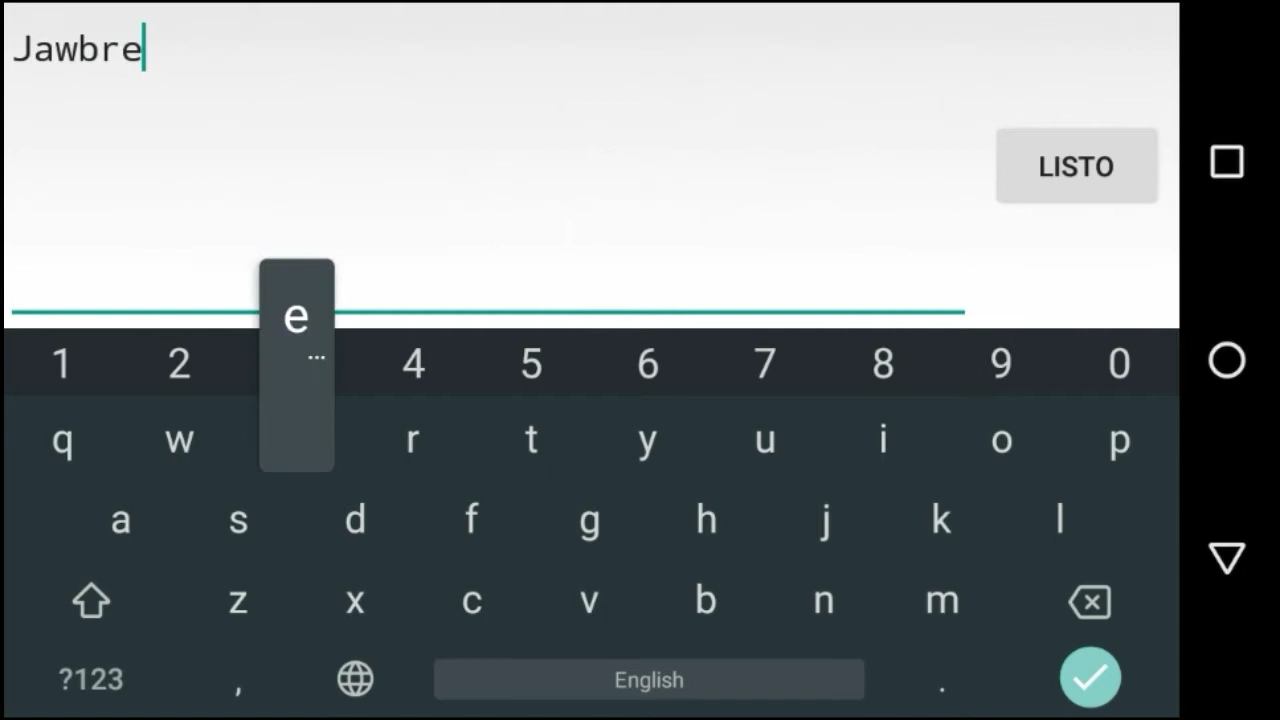 Jawbre
LISTO
e
...
1 2 4 5 6 7 8 9 0
q w r t y u i o p
a s d f g h j k l
z x c v b n m
?123 , English .